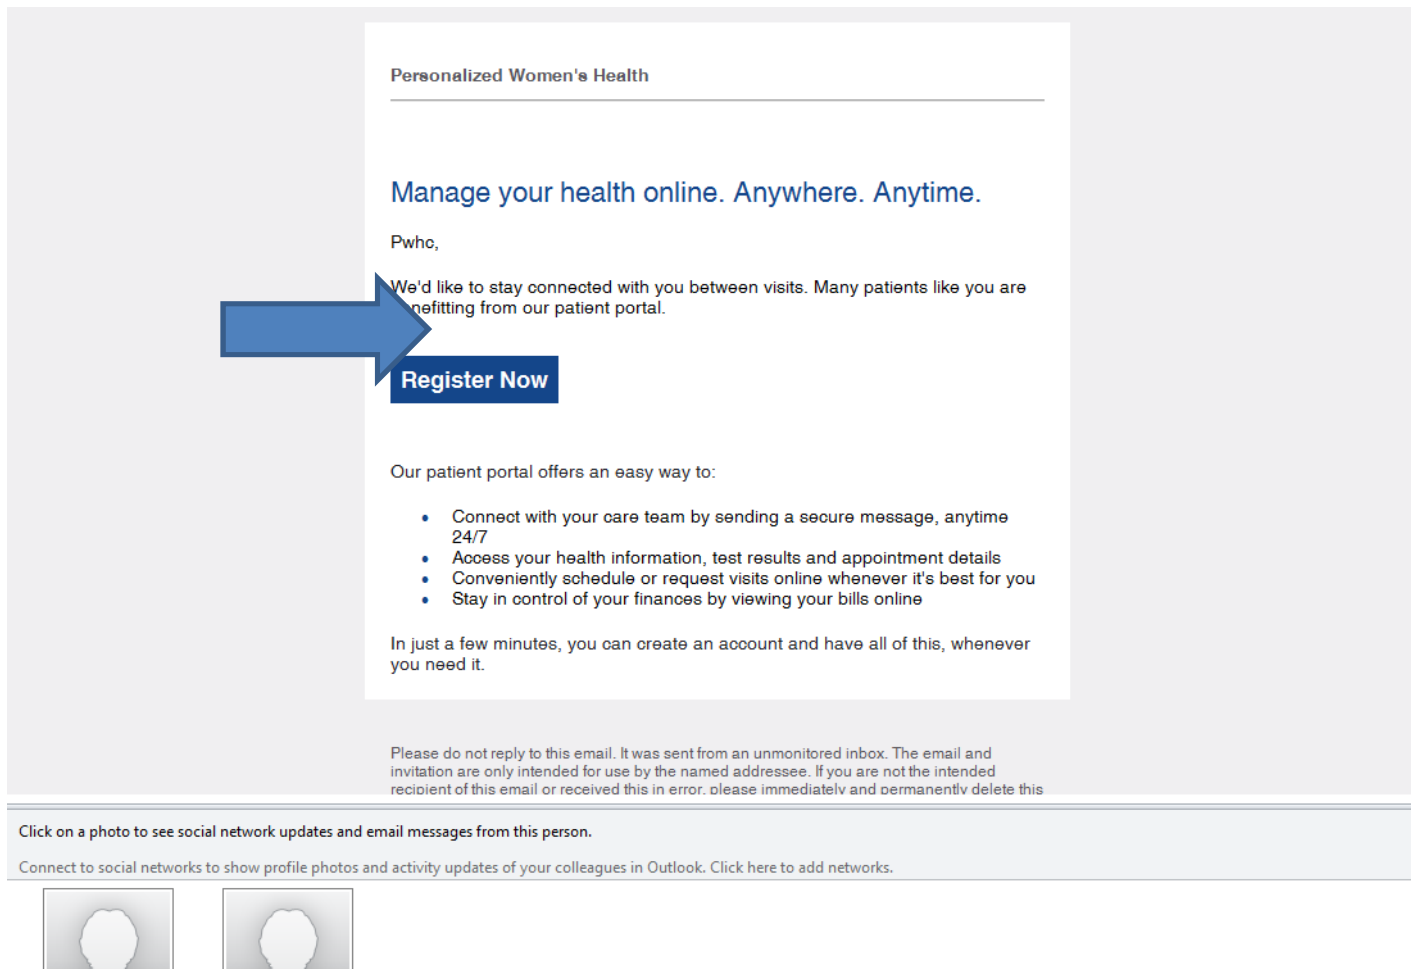 Personalized Women's Health
Manage your health online. Anywhere. Anytime.
Pwhc,
We'd like to stay connected with you between visits. Many patients like you are
benefitting from our patient portal.
Register Now
Our patient portal offers an easy way to:
• Connect with your care team by sending a secure message, anytime
24/7
• Access your health information, test results and appointment details
• Conveniently schedule or request visits online whenever it's best for you
• Stay in control of your finances by viewing your bills online
In just a few minutes, you can create an account and have all of this, whenever
you need it.
Please do not reply to this email. It was sent from an unmonitored inbox. The email and
invitation are only intended for use by the named addressee. If you are not the intended
recipient of this email or received this in error, please immediately and permanently delete this
Click on a photo to see social network updates and email messages from this person.
Connect to social networks to show profile photos and activity updates of your colleagues in Outlook. Click here to add networks.